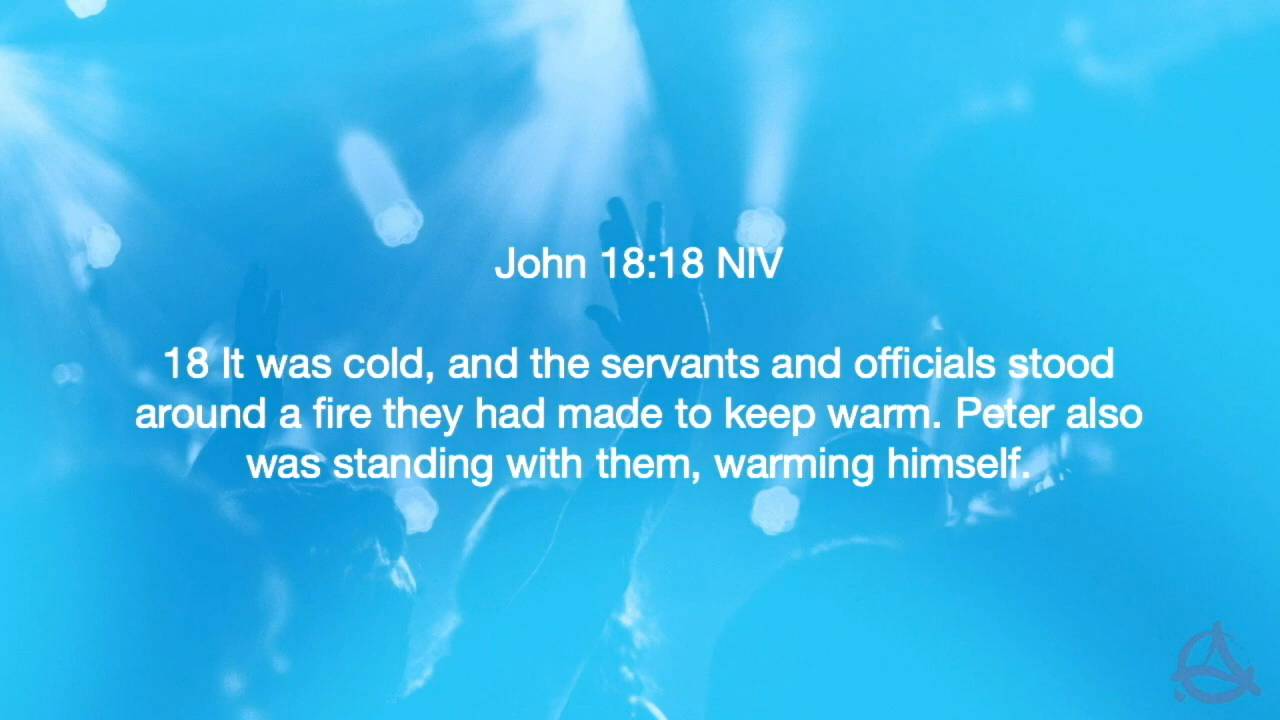 John 18:18 NIV
18 It was cold, and the servants and officials stood
around a fire they had made to keep warm. Peter also
was standing with them, warming himself.